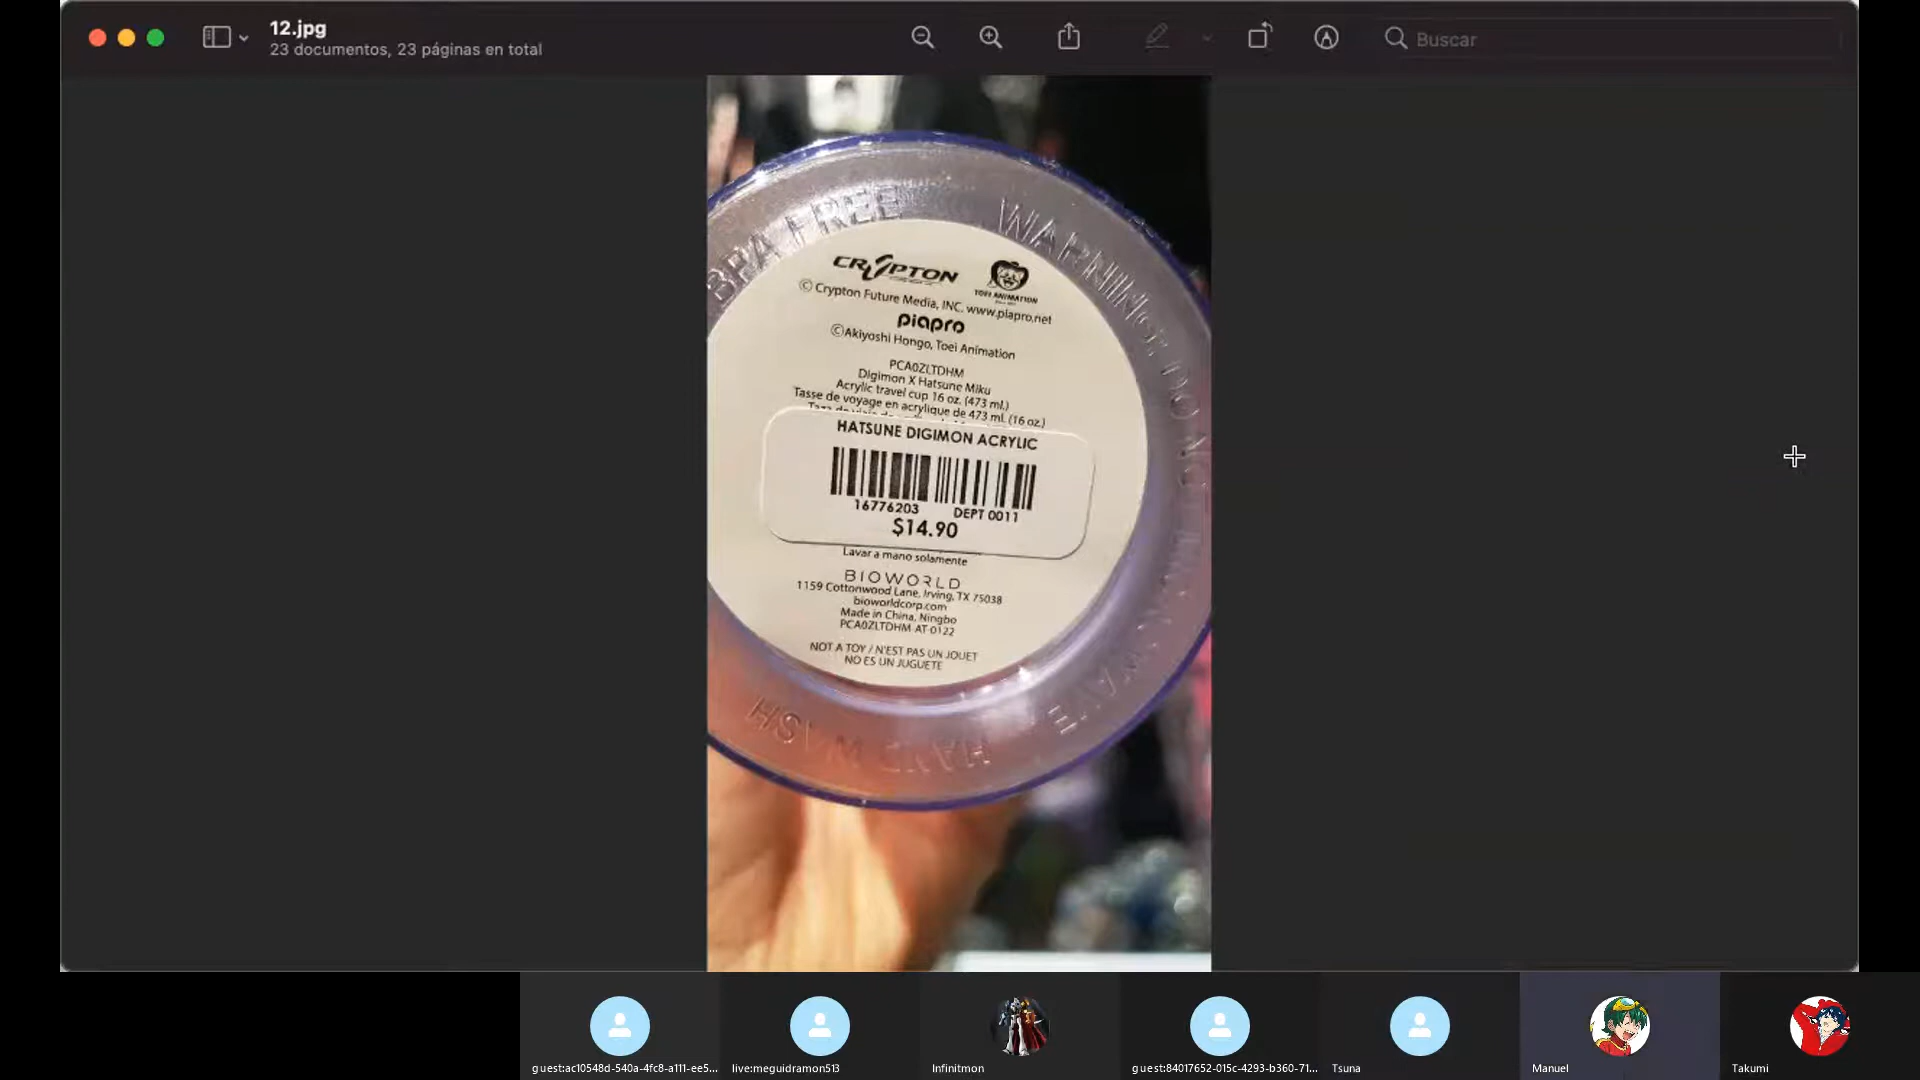 12.jpg
23 documentos, 23 páginas en total
Buscar
BPA FREE
WARNING: DO NOT
HAND WASH
CRYPTON
TOEI ANIMATION
© Crypton Future Media, INC. www.piapro.net
piapro
©Akiyoshi Hongo, Toei Animation
PCA0ZLTDHM
Digimon X Hatsune Miku
Acrylic travel cup 16 oz. (473 ml.)
Tasse de voyage en acrylique de 473 ml. (16 oz.)
HATSUNE DIGIMON ACRYLIC
16776203 DEPT 0011
$14.90
Lavar a mano solamente
BIOWORLD
1159 Cottonwood Lane, Irving, TX 75038
bioworldcorp.com
Made in China, Ningbo
PCA0ZLTDHM AT 0122
NOT A TOY / N'EST PAS UN JOUET
NO ES UN JUGUETE
guest:ac10548d-540a-4fc8-a111-ee5...
live:meguidramon513
Infinitmon
guest:84017652-015c-4293-b360-71...
Tsuna
Manuel
Takumi